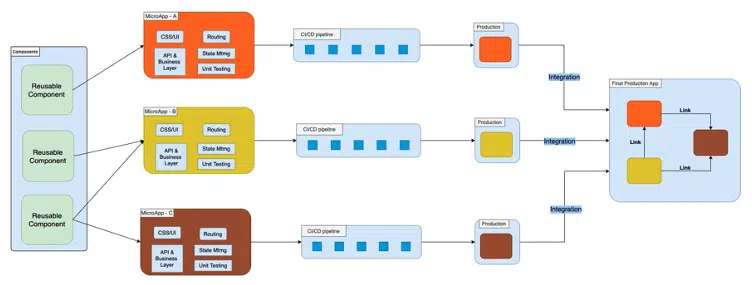 Components
Reusable
Component
Reusable
Component
Reusable
Component
MicroApp - A
CSS/UI
Routing
API &
Business
Layer
State Mtmg
Unit Testing
CI/CD pipeline
Production
Integration
MicroApp - B
CSS/UI
Routing
API &
Business
Layer
State Mtmg
Unit Testing
CI/CD pipeline
Production
Integration
MicroApp - C
CSS/UI
Routing
API &
Business
Layer
State Mtmg
Unit Testing
CI/CD pipeline
Production
Integration
Final Production App
Link
Link
Link